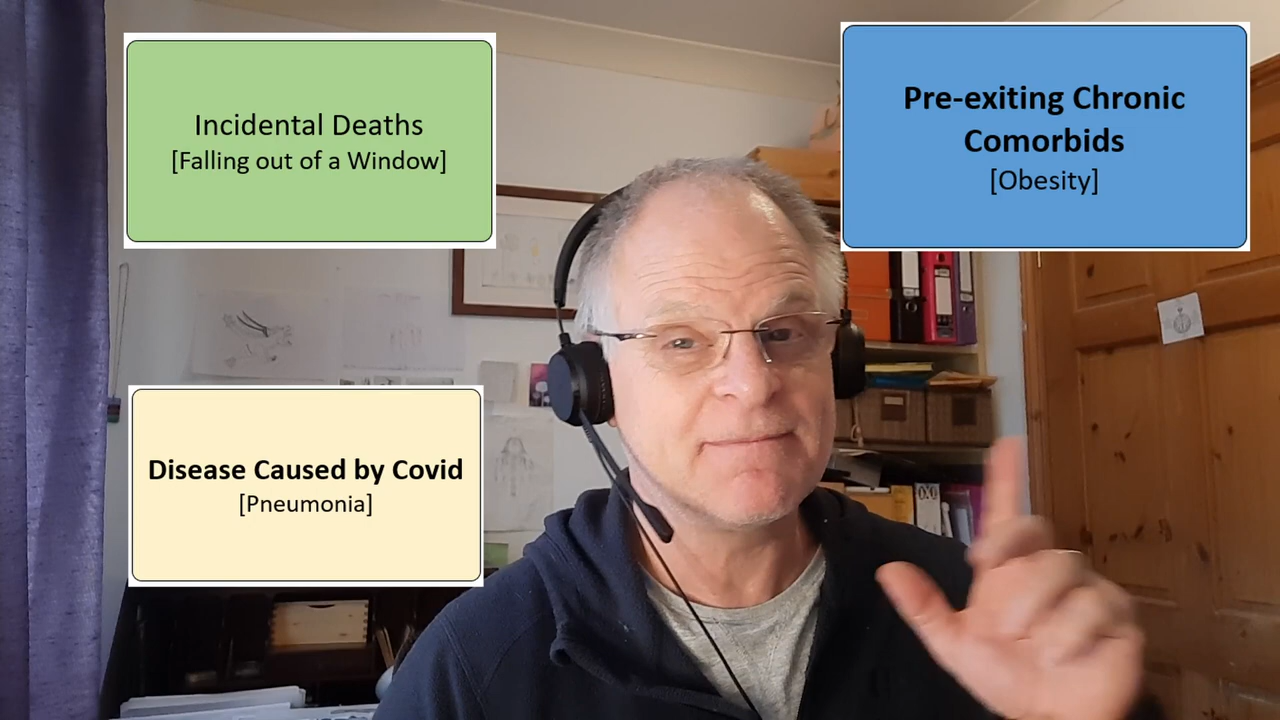 Incidental Deaths
[Falling out of a Window]
Pre-exiting Chronic
Comorbids
[Obesity]
Disease Caused by Covid
[Pneumonia]